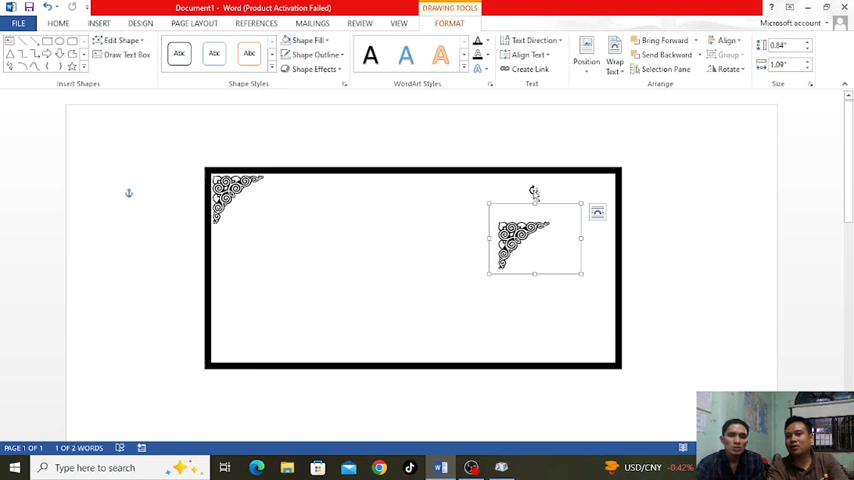 Document1 - Word (Product Activation Failed)
DRAWING TOOLS
FILE HOME INSERT DESIGN PAGE LAYOUT REFERENCES MAILINGS REVIEW VIEW FORMAT Microsoft account
Edit Shape
Draw Text Box
Insert Shapes
Abc Abc Abc
Shape Fill
Shape Outline
Shape Effects
Shape Styles
A A A
WordArt Styles
Text Direction
Align Text
Create Link
Text
Position
Wrap Text
Bring Forward
Send Backward
Selection Pane
Align
Group
Rotate
Arrange
0.84"
1.09"
Size
PAGE 1 OF 1 1 OF 2 WORDS
Type here to search
USD/CNY -0.42%